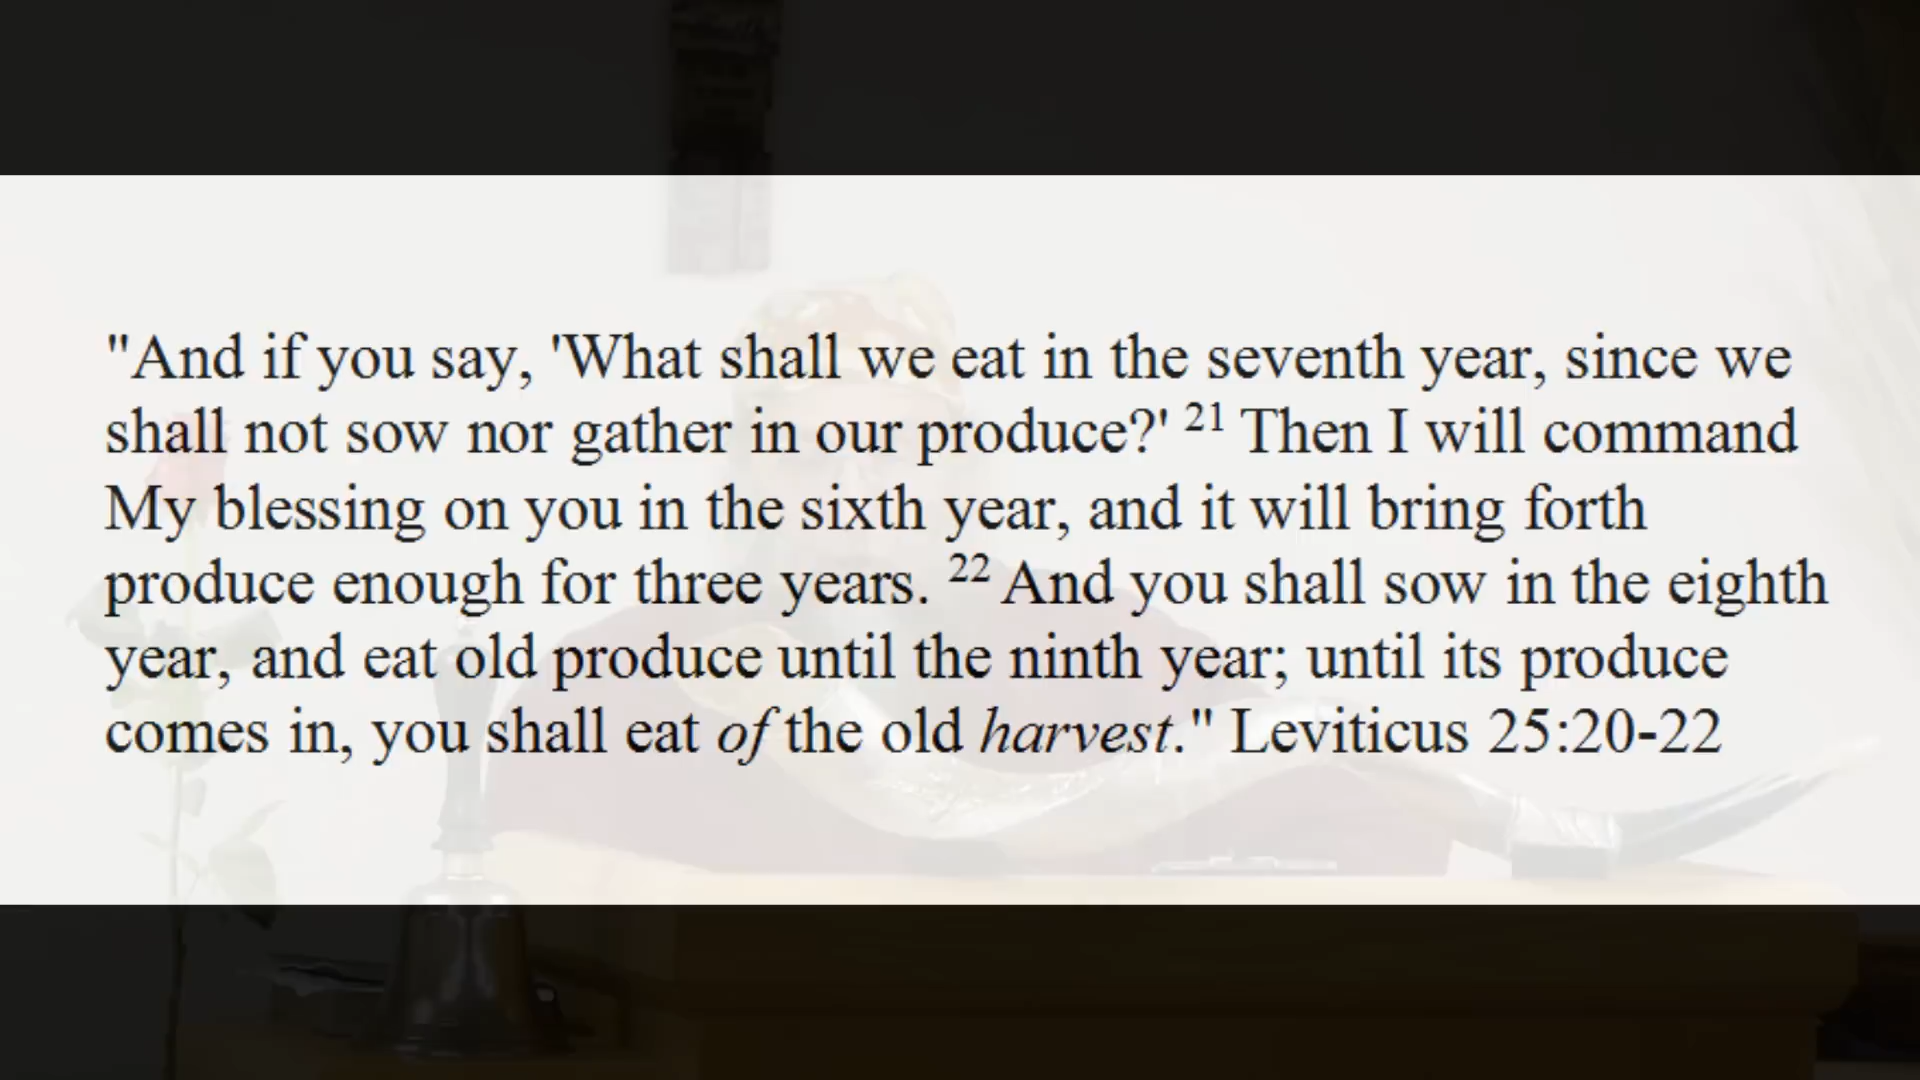 "And if you say, 'What shall we eat in the seventh year, since we
shall not sow nor gather in our produce?' 21 Then I will command
My blessing on you in the sixth year, and it will bring forth
produce enough for three years. 22 And you shall sow in the eighth
year, and eat old produce until the ninth year; until its produce
comes in, you shall eat of the old harvest." Leviticus 25:20-22